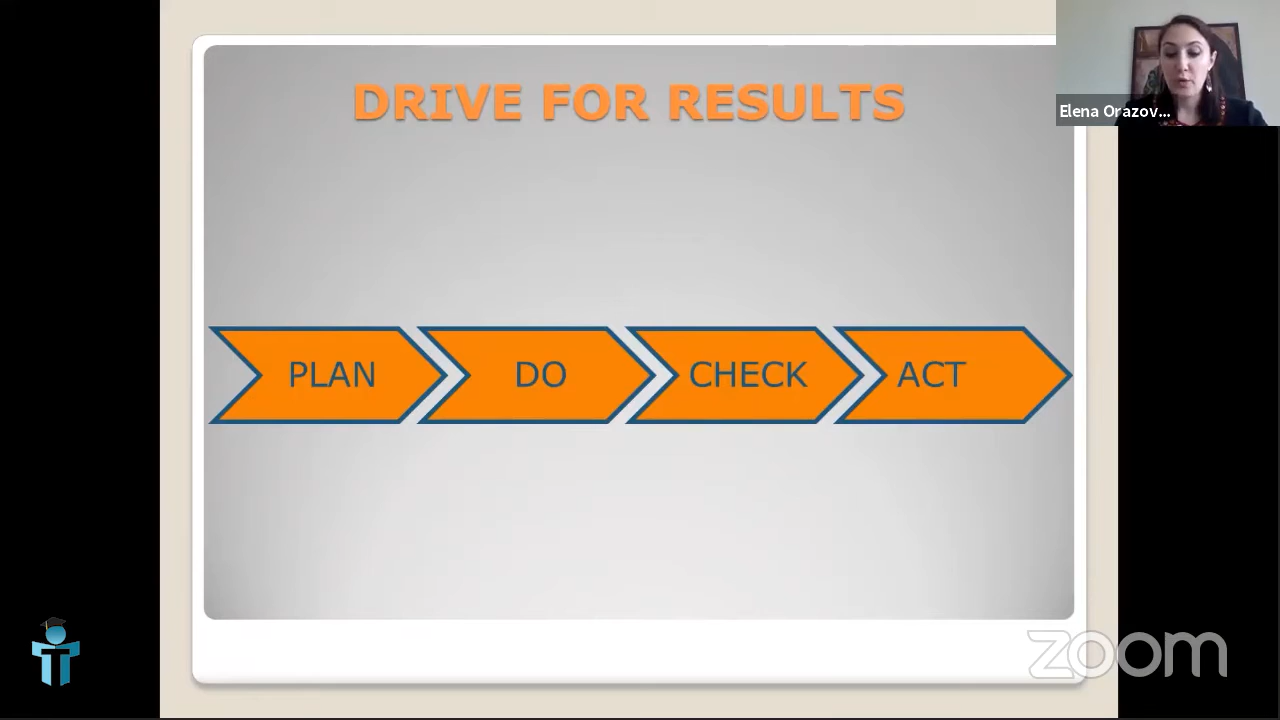 DRIVE FOR RESULTS
Elena Orazov...
PLAN
DO
CHECK
ACT
zoom